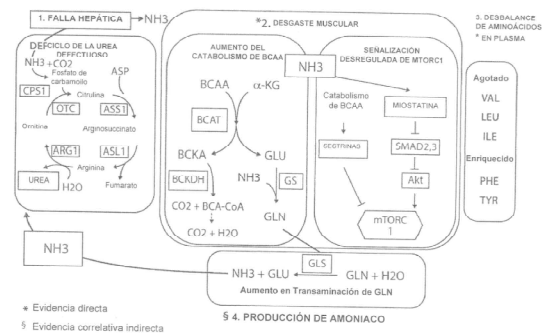 1. FALLA HEPÁTICA
NH3
*2. DESGASTE MUSCULAR
3. DESBALANCE
DE AMINOÁCIDOS
* EN PLASMA
CICLO DE LA UREA
DEFECTUOSO
NH3+CO2
Fosfato de
carbamoilo
ASP
CPS1
Citrulina
OTC
ASS1
Ornitina
Arginosuccinato
ARG1
ASL1
Arginina
UREA
H2O
Fumarato
AUMENTO DEL
CATABOLISMO DE BCAA
BCAA
α-KG
BCAT
BCKA
GLU
BCKDH
NH3
GS
CO2 + BCA-CoA
GLN
CO2 + H2O
SEÑALIZACIÓN
DESREGULADA DE MTORC1
NH3
Catabolismo
de BCAA
MIOSTATINA
SMAD2,3
Akt
mTORC
1
Agotado
VAL
LEU
ILE
Enriquecido
PHE
TYR
NH3
GLS
NH3 + GLU
GLN + H2O
Aumento en Transaminación de GLN
§ 4. PRODUCCIÓN DE AMONIACO
* Evidencia directa
§ Evidencia correlativa indirecta